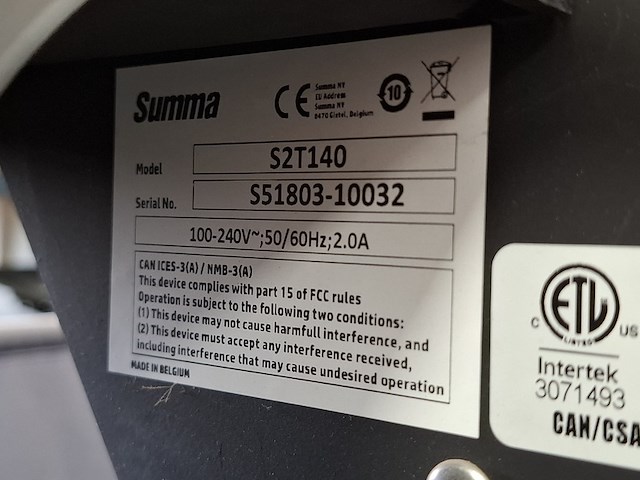 Summa
CE
Summa NV
EU Address
Summa NV
8470 Gistel, Belgium
10
Model
S2T140
Serial No.
S51803-10032
100-240V~;50/60Hz;2.0A
CAN ICES-3(A) / NMB-3(A)
This device complies with part 15 of FCC rules
Operation is subject to the following two conditions:
(1) This device may not cause harmfull interference, and
(2) This device must accept any interference received,
including interference that may cause undesired operation
MADE IN BELGIUM
ETL
LISTED
C US
Intertek
3071493
CAN/CSA